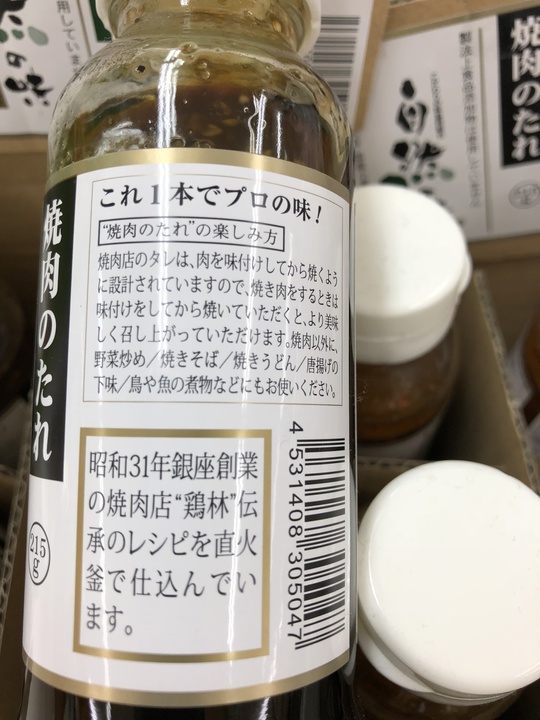 の味
用してい
焼肉のたれ
自然
焼肉のたれ
215
g
これ1本でプロの味！
“焼肉のたれ”の楽しみ方
焼肉店のタレは、肉を味付けしてから焼くよう
に設計されていますので、焼き肉をするときは
味付けをしてから焼いていただくと、より美味
しく召し上がっていただけます。焼肉以外に、
野菜炒め／焼きそば／焼きうどん／唐揚げの
下味／鳥や魚の煮物などにもお使いください。
昭和31年銀座創業
の焼肉店“鶏林”伝
承のレシピを直火
釜で仕込んでい
ます。
4 531408 305047